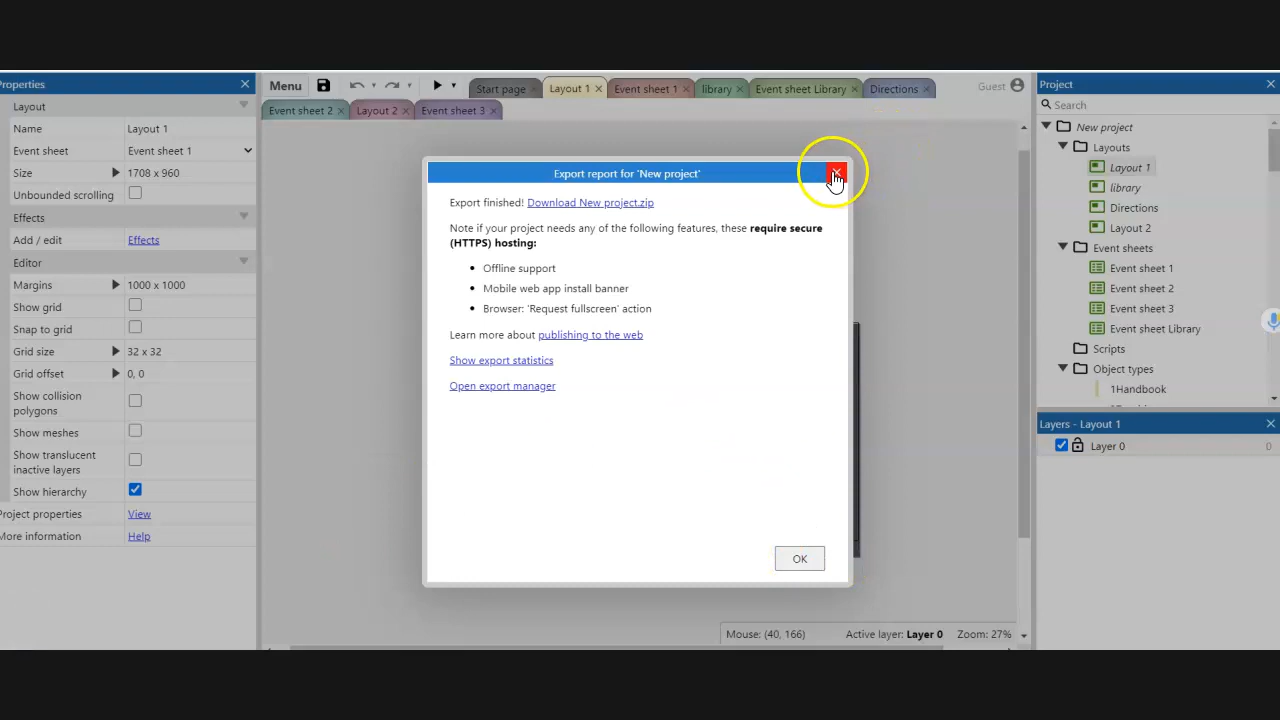 Properties
Layout
Name Layout 1
Event sheet Event sheet 1
Size 1708 x 960
Unbounded scrolling
Effects
Add / edit Effects
Editor
Margins 1000 x 1000
Show grid
Snap to grid
Grid size 32 x 32
Grid offset 0, 0
Show collision
polygons
Show meshes
Show translucent
inactive layers
Show hierarchy
Project properties View
More information Help
Menu
Start page
Layout 1
Event sheet 1
library
Event sheet Library
Directions
Guest
Event sheet 2
Layout 2
Event sheet 3
Export report for 'New project'
Export finished! Download New project.zip
Note if your project needs any of the following features, these require secure
(HTTPS) hosting:
• Offline support
• Mobile web app install banner
• Browser: 'Request fullscreen' action
Learn more about publishing to the web
Show export statistics
Open export manager
OK
Mouse: (40, 166) Active layer: Layer 0 Zoom: 27%
Project
Search
New project
Layouts
Layout 1
library
Directions
Layout 2
Event sheets
Event sheet 1
Event sheet 2
Event sheet 3
Event sheet Library
Scripts
Object types
1Handbook
Layers - Layout 1
Layer 0 0